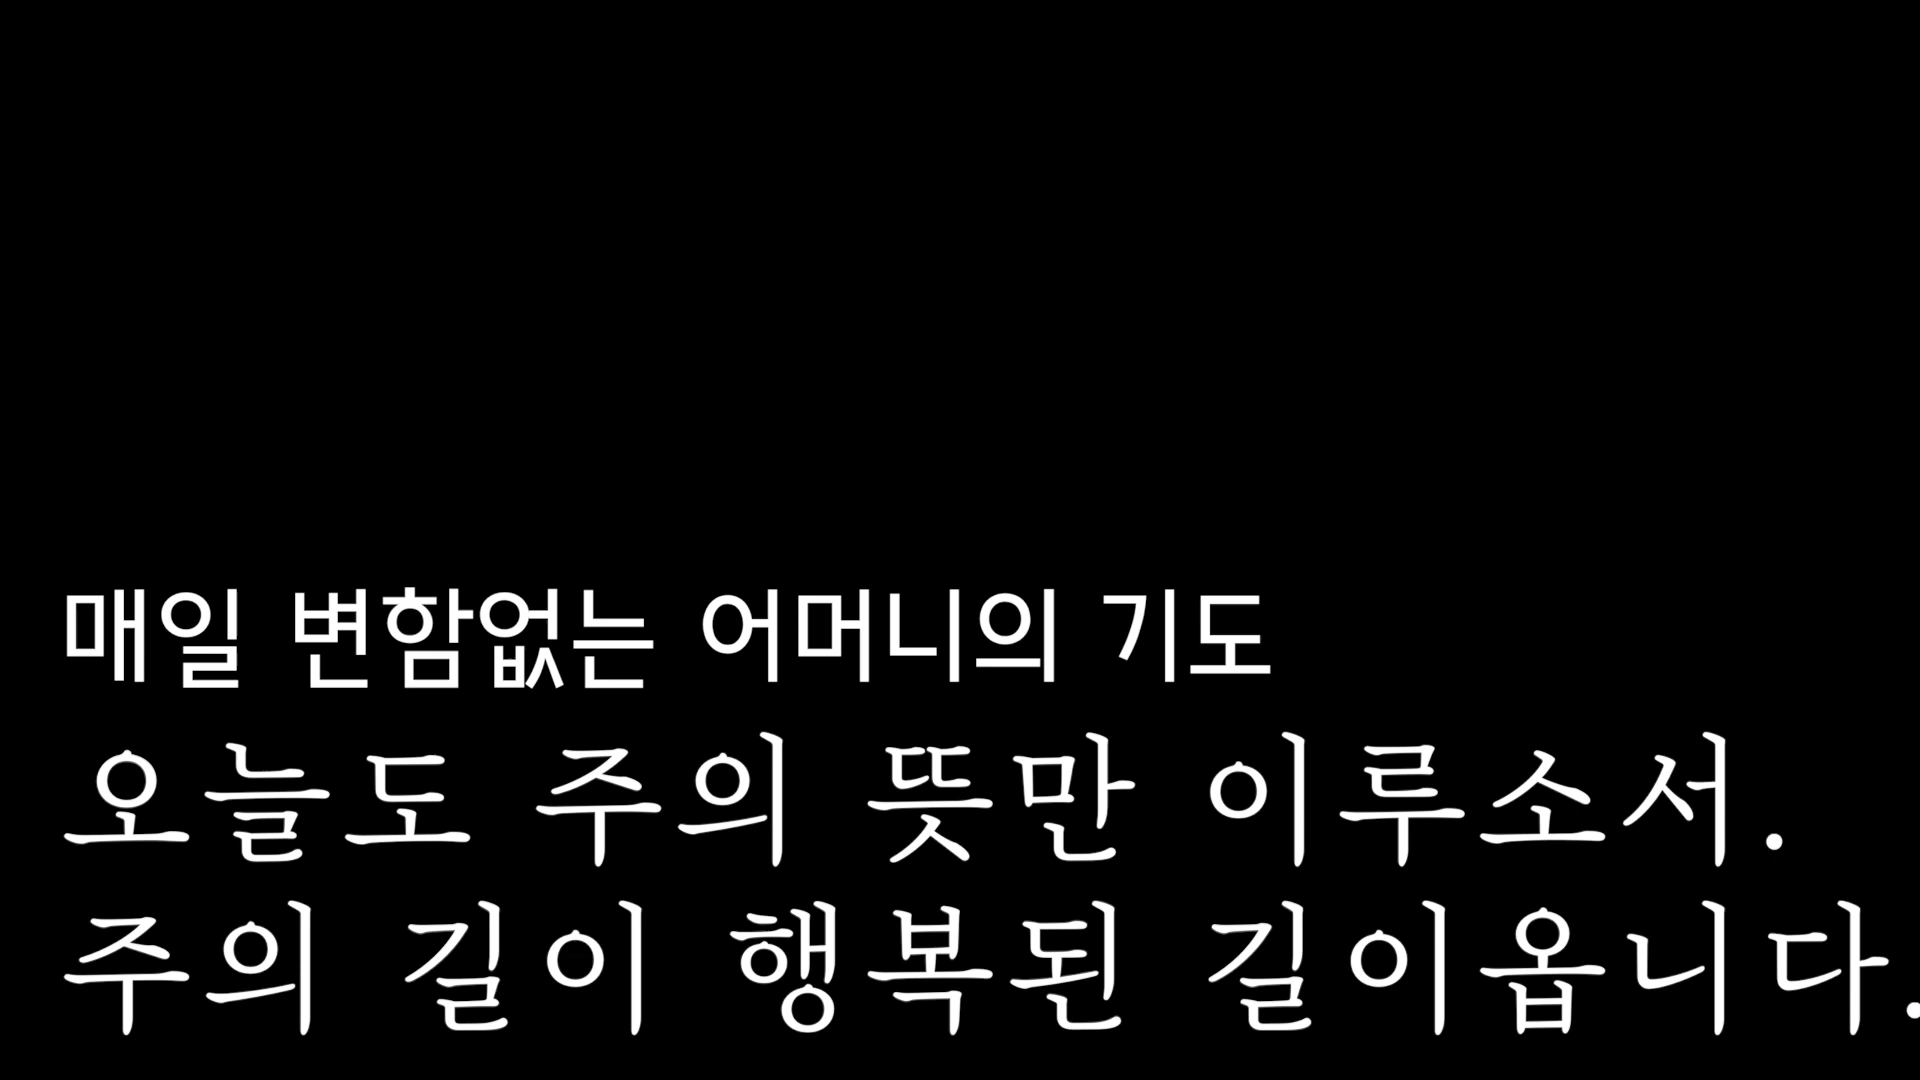 매일 변함없는 어머니의 기도
오늘도 주의 뜻만 이루소서.
주의 길이 행복된 길이옵니다.